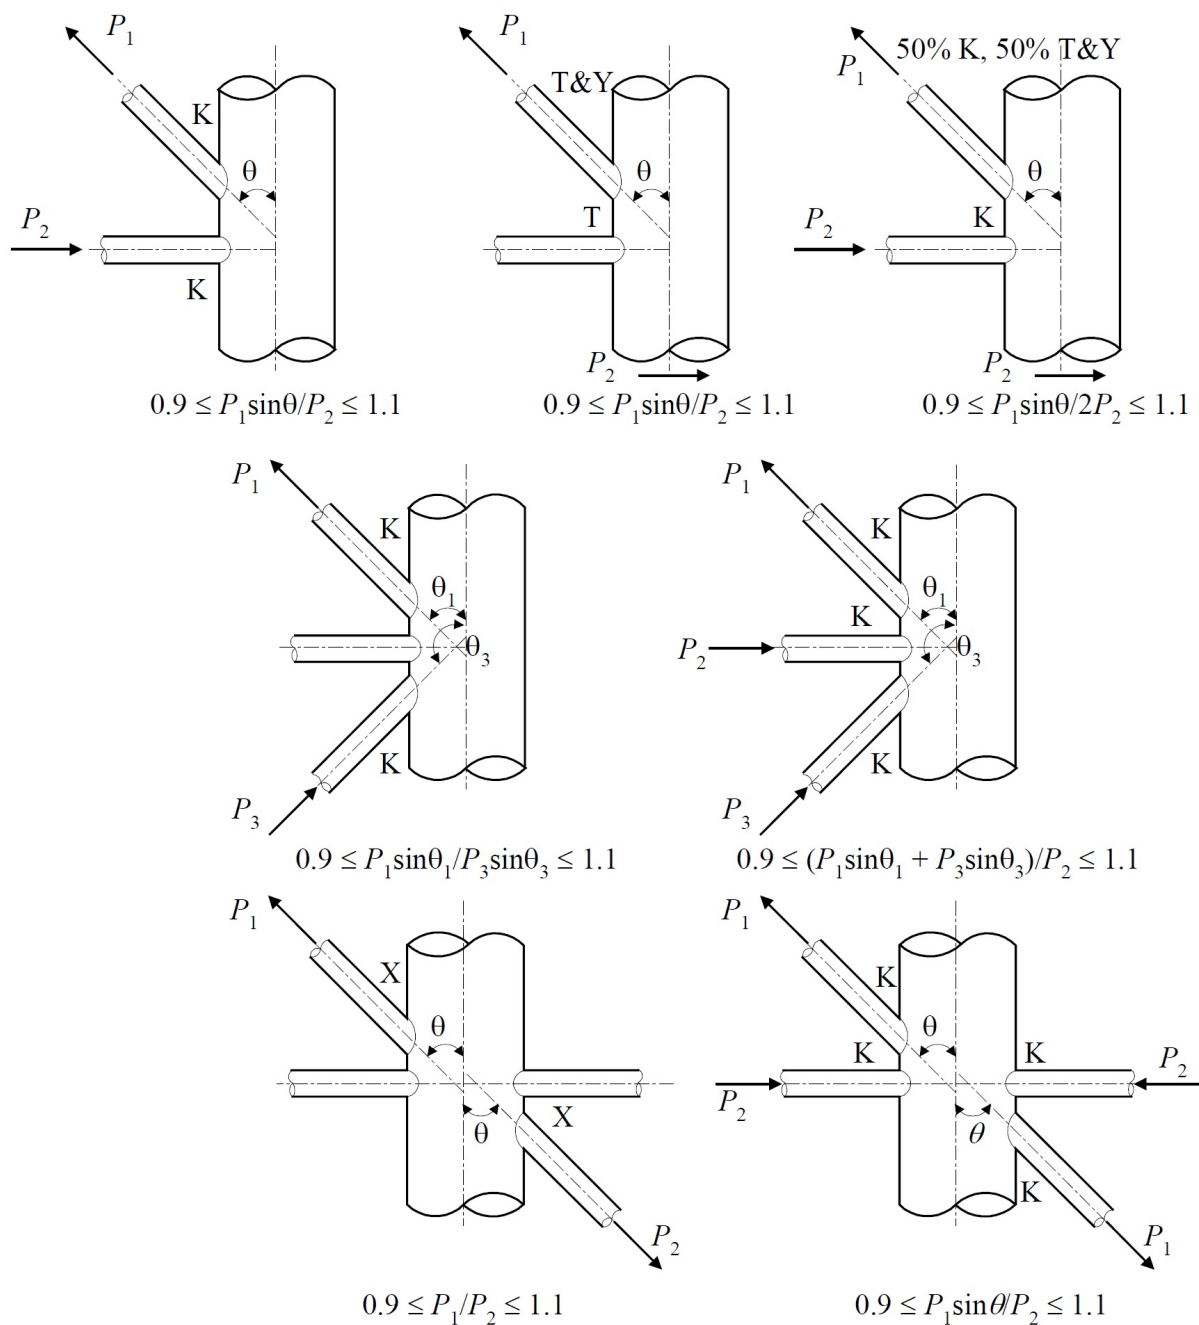 P1
K
θ
P2
K
0.9 ≤ P1sinθ/P2 ≤ 1.1
P1
T&Y
θ
T
P2
0.9 ≤ P1sinθ/P2 ≤ 1.1
50% K, 50% T&Y
P1
θ
K
P2
P2
0.9 ≤ P1sinθ/2P2 ≤ 1.1
P1
K
θ1
θ3
K
P3
0.9 ≤ P1sinθ1/P3sinθ3 ≤ 1.1
P1
K
θ1
K
P2
θ3
K
P3
0.9 ≤ (P1sinθ1 + P3sinθ3)/P2 ≤ 1.1
P1
X
θ
θ
X
P2
0.9 ≤ P1/P2 ≤ 1.1
P1
K
θ
K
K
P2
P2
θ
K
P1
0.9 ≤ P1sinθ/P2 ≤ 1.1